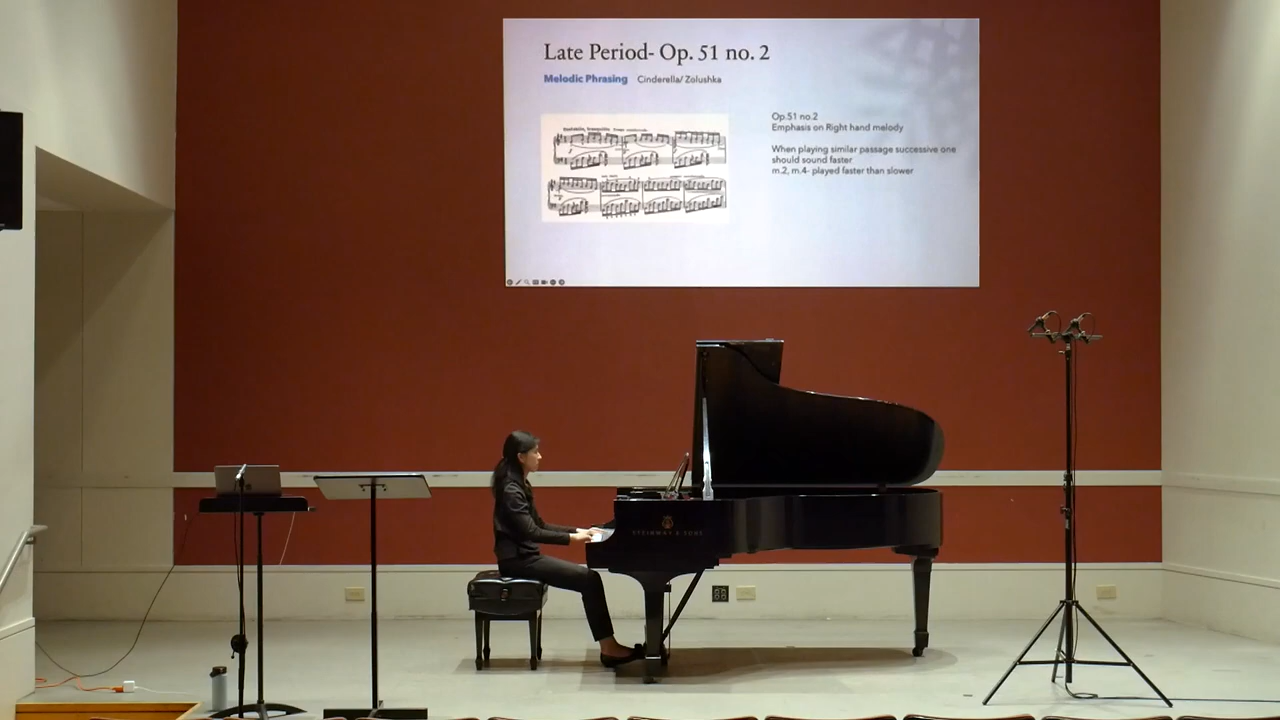 Late Period- Op. 51 no. 2
Melodic Phrasing Cinderella/ Zolushka
Op.51 no.2
Emphasis on Right hand melody
When playing similar passage successive one
should sound faster
m.2, m.4- played faster than slower
STEINWAY & SONS